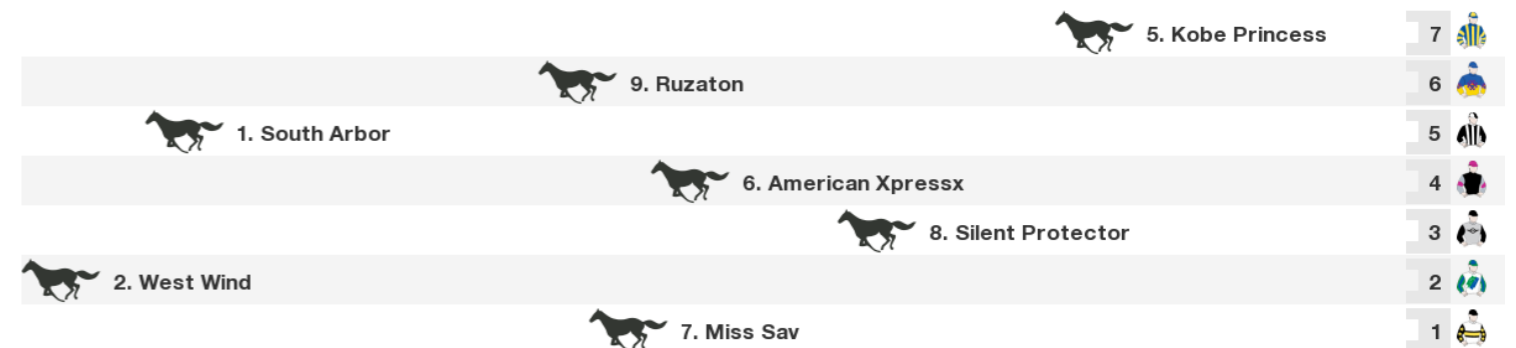 5. Kobe Princess 7
9. Ruzaton 6
1. South Arbor 5
6. American Xpressx 4
8. Silent Protector 3
2. West Wind 2
7. Miss Sav 1